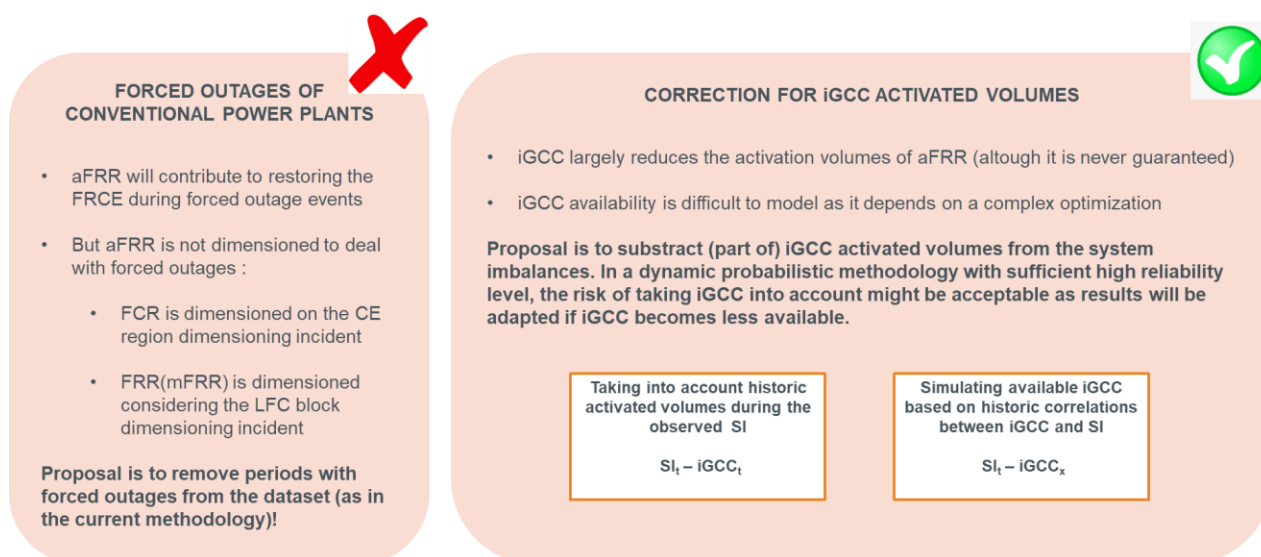 FORCED OUTAGES OF
CONVENTIONAL POWER PLANTS
• aFRR will contribute to restoring the
FRCE during forced outage events
• But aFRR is not dimensioned to deal
with forced outages :
• FCR is dimensioned on the CE
region dimensioning incident
• FRR(mFRR) is dimensioned
considering the LFC block
dimensioning incident
Proposal is to remove periods with
forced outages from the dataset (as in
the current methodology)!
CORRECTION FOR iGCC ACTIVATED VOLUMES
• iGCC largely reduces the activation volumes of aFRR (altough it is never guaranteed)
• iGCC availability is difficult to model as it depends on a complex optimization
Proposal is to substract (part of) iGCC activated volumes from the system
imbalances. In a dynamic probabilistic methodology with sufficient high reliability
level, the risk of taking iGCC into account might be acceptable as results will be
adapted if iGCC becomes less available.
Taking into account historic
activated volumes during the
observed SI
SIₜ – iGCCₜ
Simulating available iGCC
based on historic correlations
between iGCC and SI
SIₜ – iGCCₓ